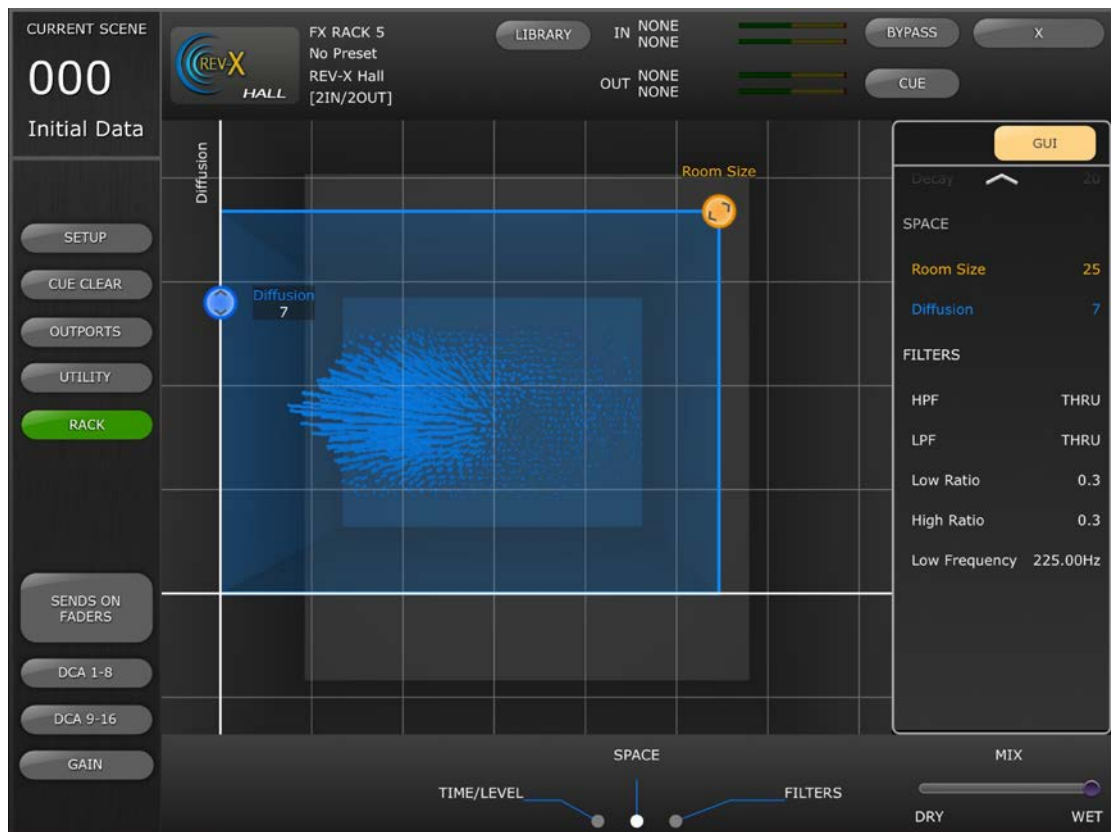 CURRENT SCENE
000
Initial Data
REV-X
HALL
FX RACK 5
No Preset
REV-X Hall
[2IN/2OUT]
LIBRARY
IN NONE
NONE
OUT NONE
NONE
BYPASS
X
CUE
SETUP
CUE CLEAR
OUTPORTS
UTILITY
RACK
SENDS ON
FADERS
DCA 1-8
DCA 9-16
GAIN
Diffusion
Room Size
Diffusion
7
GUI
Decay 20
SPACE
Room Size 25
Diffusion 7
FILTERS
HPF THRU
LPF THRU
Low Ratio 0.3
High Ratio 0.3
Low Frequency 225.00Hz
SPACE
TIME/LEVEL
FILTERS
MIX
DRY WET